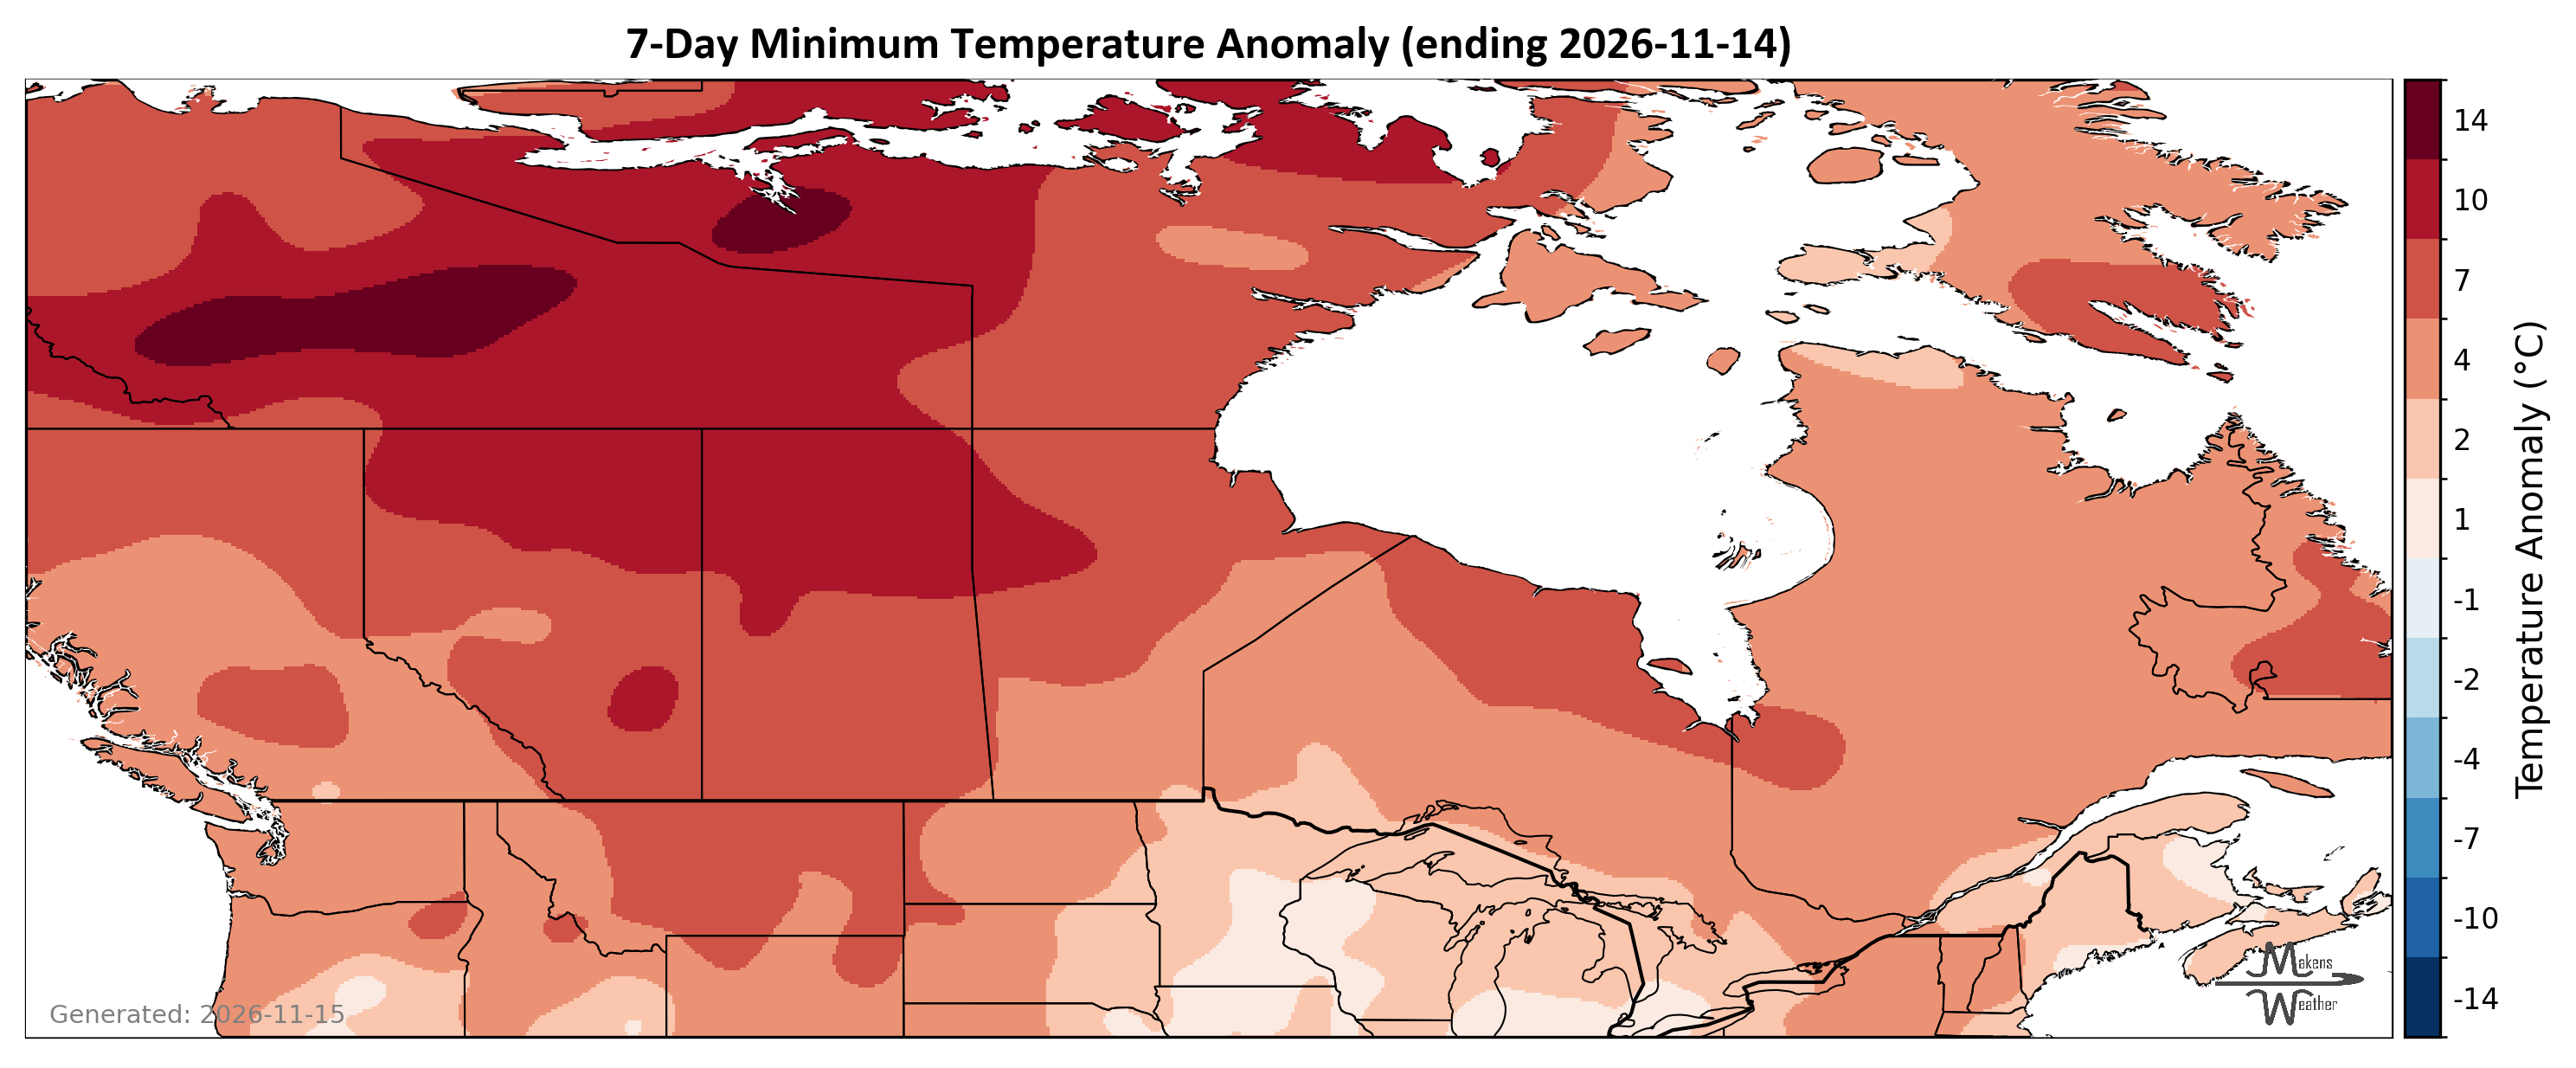 7-Day Minimum Temperature Anomaly (ending 2026-11-14)
14
10
7
4
2
1
-1
-2
-4
-7
-10
-14
Temperature Anomaly (°C)
Makens
Weather
Generated: 2026-11-15